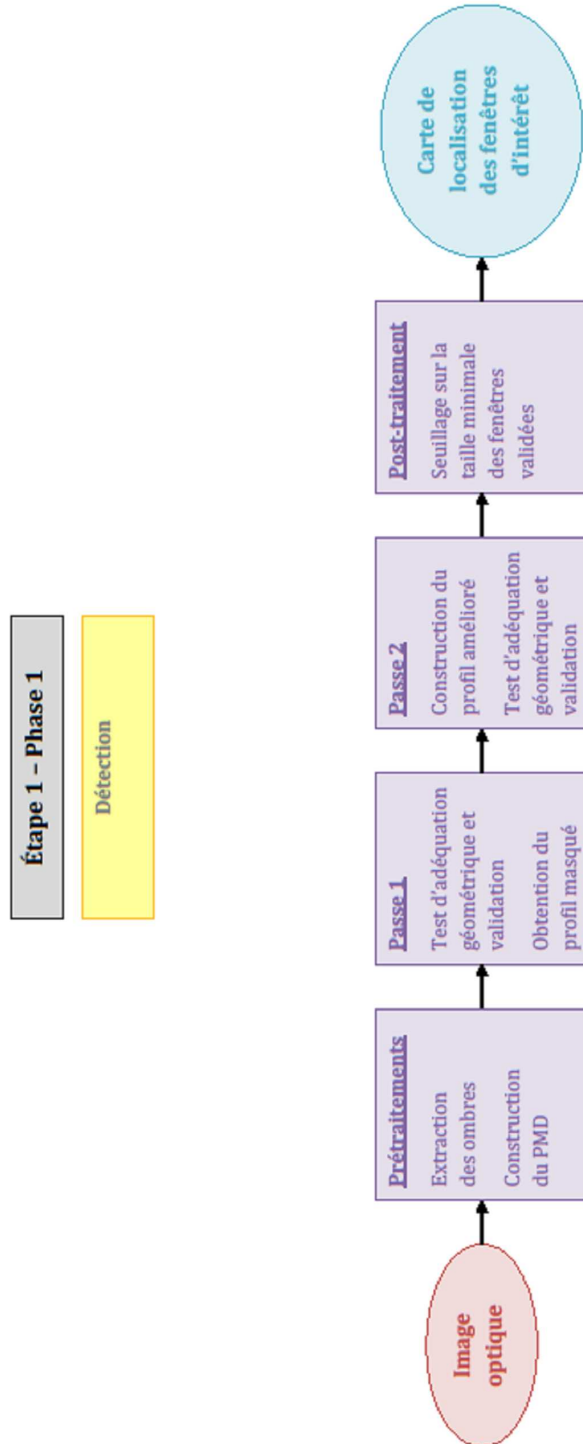 Étape 1 – Phase 1
Détection
Image
optique
Prétraitements
Extraction
des ombres
Construction
du PMD
Passe 1
Test d'adéquation
géométrique et
validation
Obtention du
profil masqué
Passe 2
Construction du
profil amélioré
Test d'adéquation
géométrique et
validation
Post-traitement
Seuillage sur la
taille minimale
des fenêtres
validées
Carte de
localisation
des fenêtres
d'intérêt